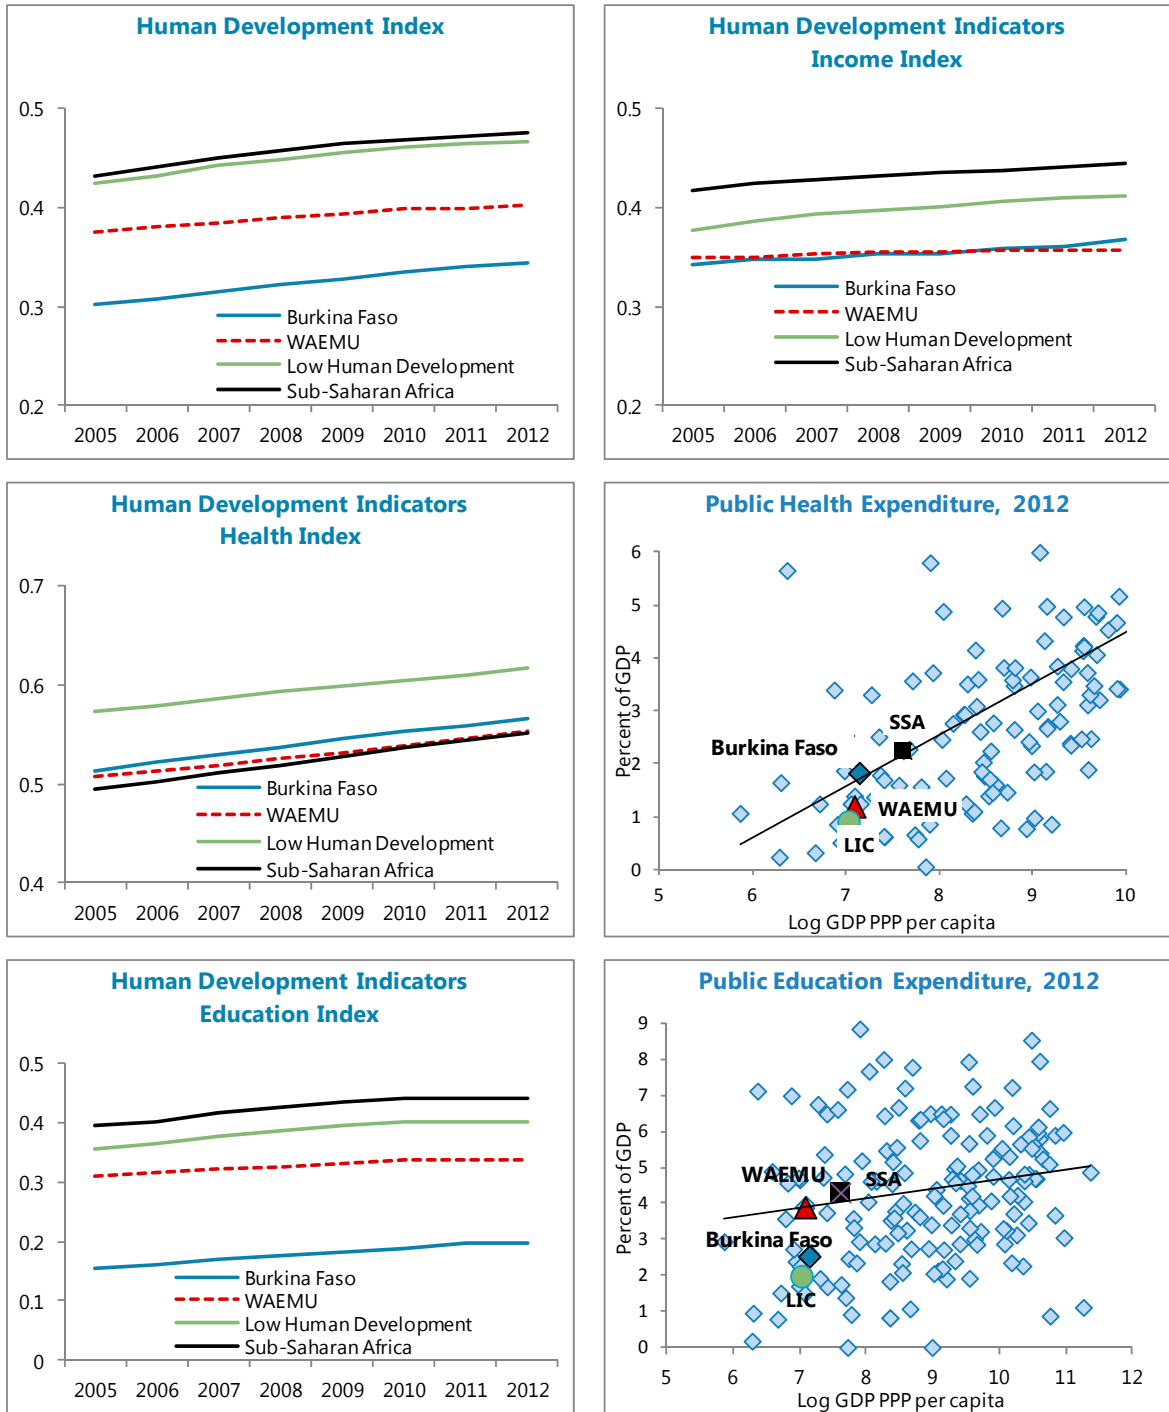 Human Development Index
0.5
0.4
0.3
0.2
Burkina Faso
WAEMU
Low Human Development
Sub-Saharan Africa
2005 2006 2007 2008 2009 2010 2011 2012
Human Development Indicators
Income Index
0.5
0.4
0.3
0.2
Burkina Faso
WAEMU
Low Human Development
Sub-Saharan Africa
2005 2006 2007 2008 2009 2010 2011 2012
Human Development Indicators
Health Index
0.7
0.6
0.5
0.4
Burkina Faso
WAEMU
Low Human Development
Sub-Saharan Africa
2005 2006 2007 2008 2009 2010 2011 2012
Public Health Expenditure, 2012
Percent of GDP
6
5
4
3
2
1
0
SSA
Burkina Faso
WAEMU
LIC
5 6 7 8 9 10
Log GDP PPP per capita
Human Development Indicators
Education Index
0.5
0.4
0.3
0.2
0.1
0
Burkina Faso
WAEMU
Low Human Development
Sub-Saharan Africa
2005 2006 2007 2008 2009 2010 2011 2012
Public Education Expenditure, 2012
Percent of GDP
9
8
7
6
5
4
3
2
1
0
WAEMU
SSA
Burkina Faso
LIC
5 6 7 8 9 10 11 12
Log GDP PPP per capita